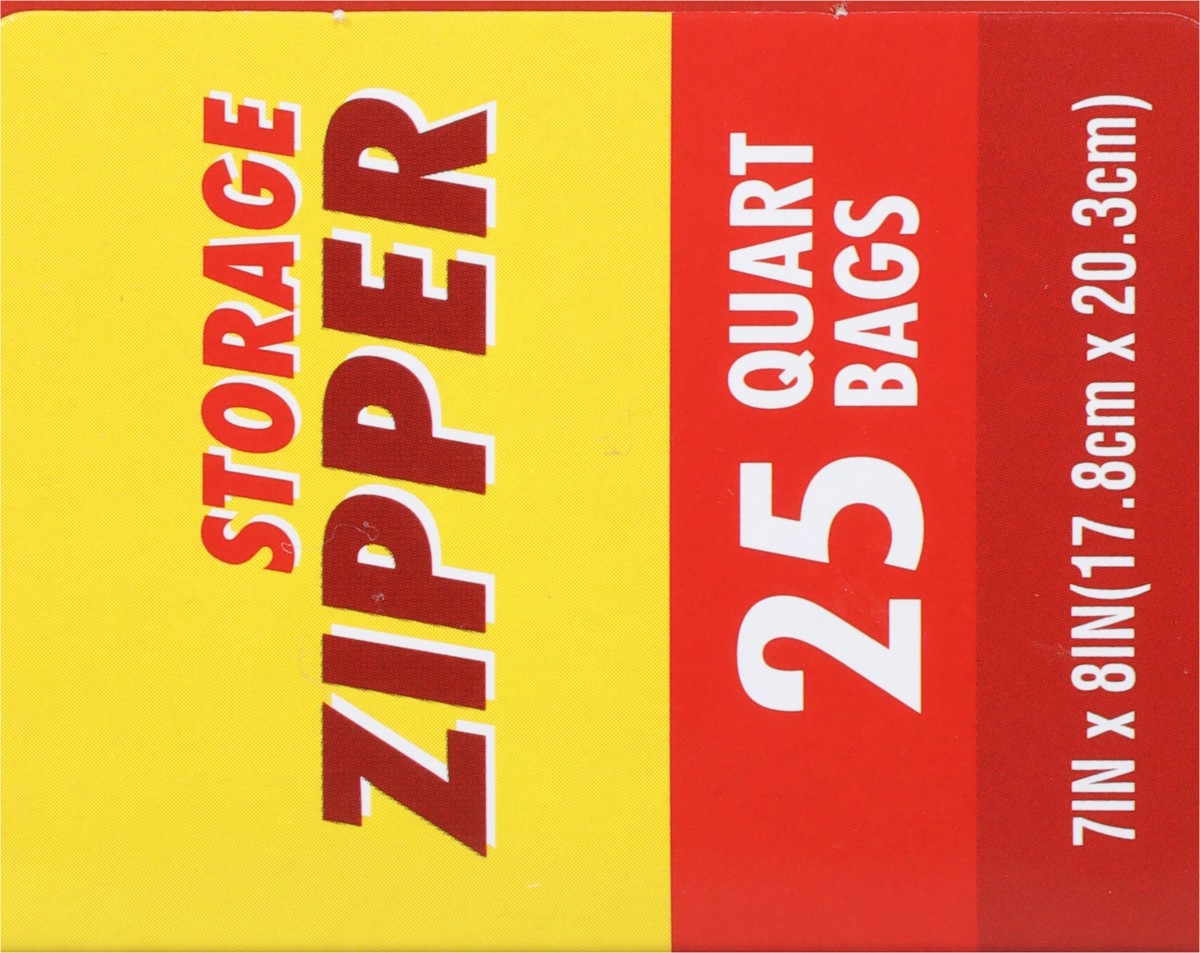 STORAGE
ZIPPER
25 QUART
BAGS
7IN x 8IN(17.8cm x 20.3cm)